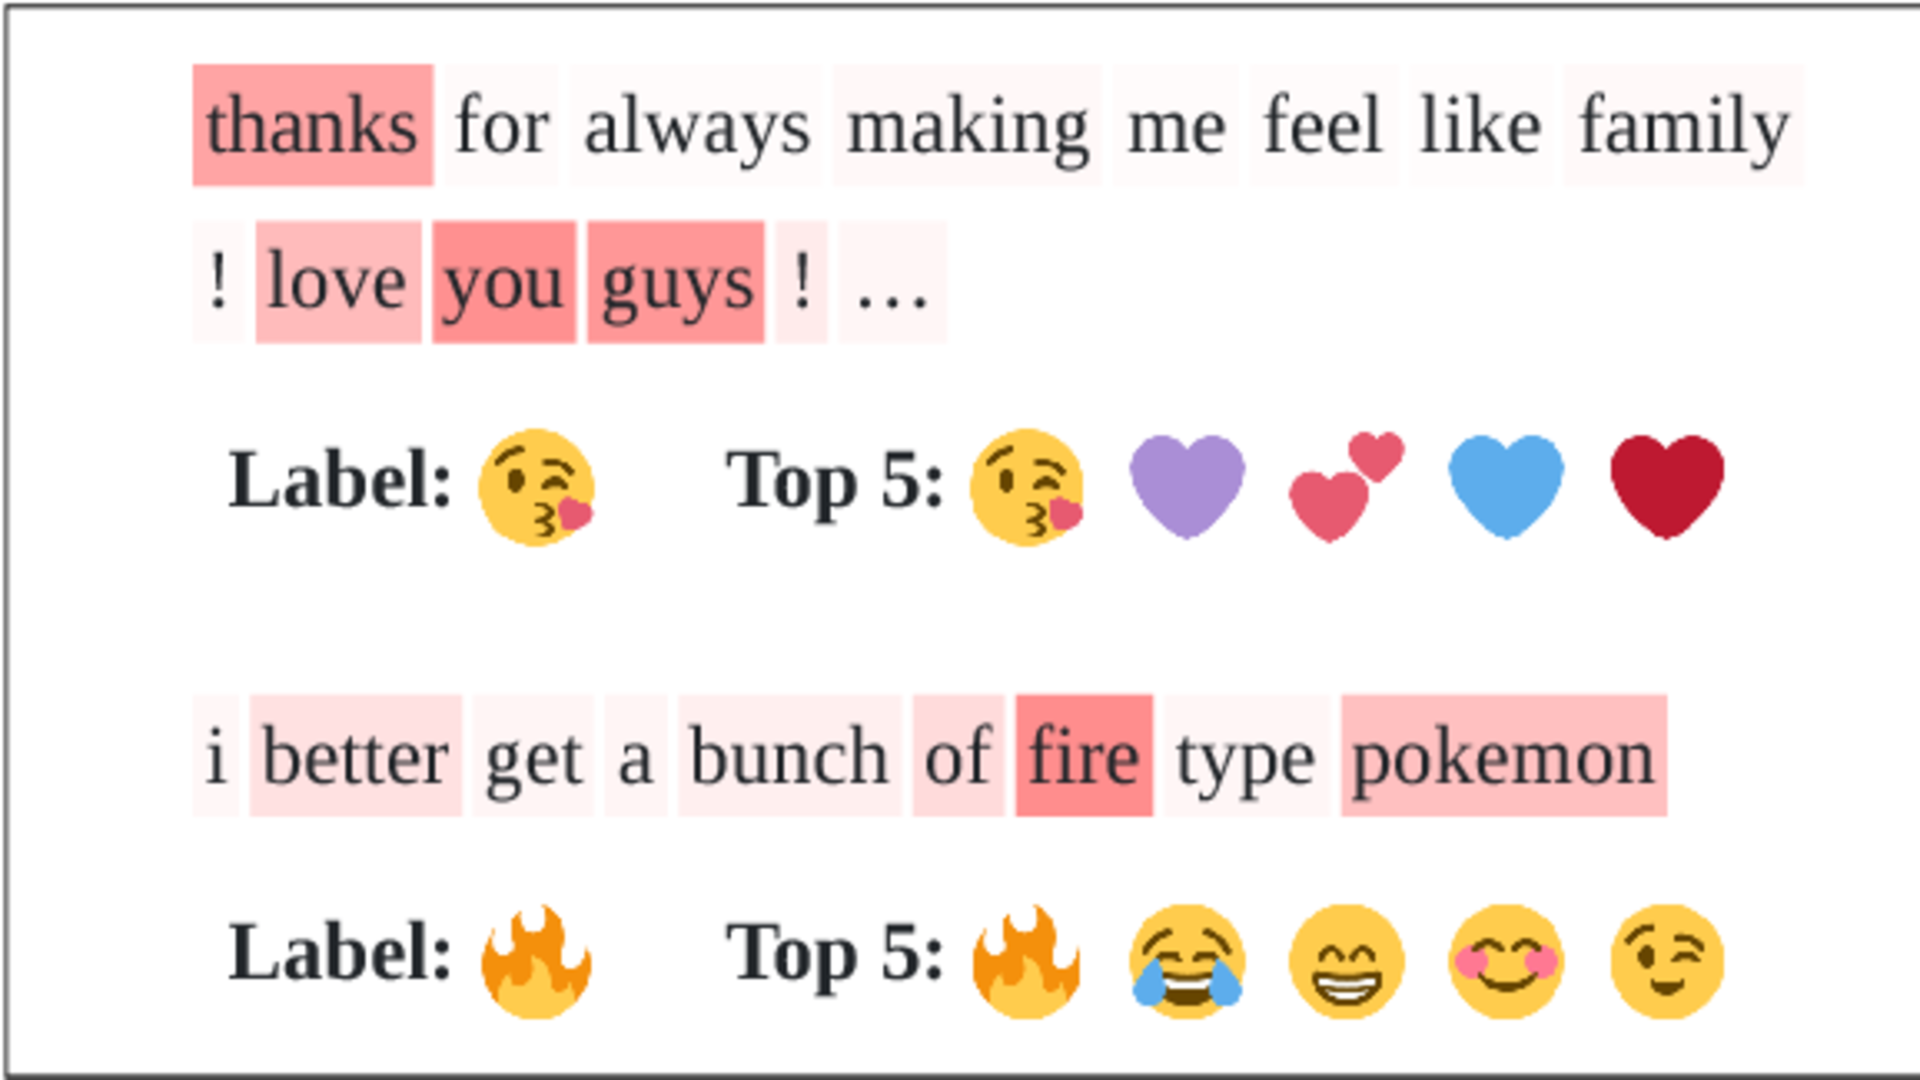 thanks for always making me feel like family
! love you guys ! …
Label: 😘 Top 5: 😘 💜 💕 💙 ❤️
i better get a bunch of fire type pokemon
Label: 🔥 Top 5: 🔥 😂 😁 😊 😉